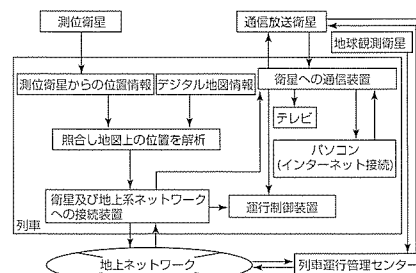 測位衛星
通信放送衛星
地球観測衛星
測位衛星からの位置情報
デジタル地図情報
衛星への通信装置
テレビ
照合し地図上の位置を解析
パソコン
(インターネット接続)
衛星及び地上系ネットワーク
への接続装置
運行制御装置
列車
地上ネットワーク
列車運行管理センター